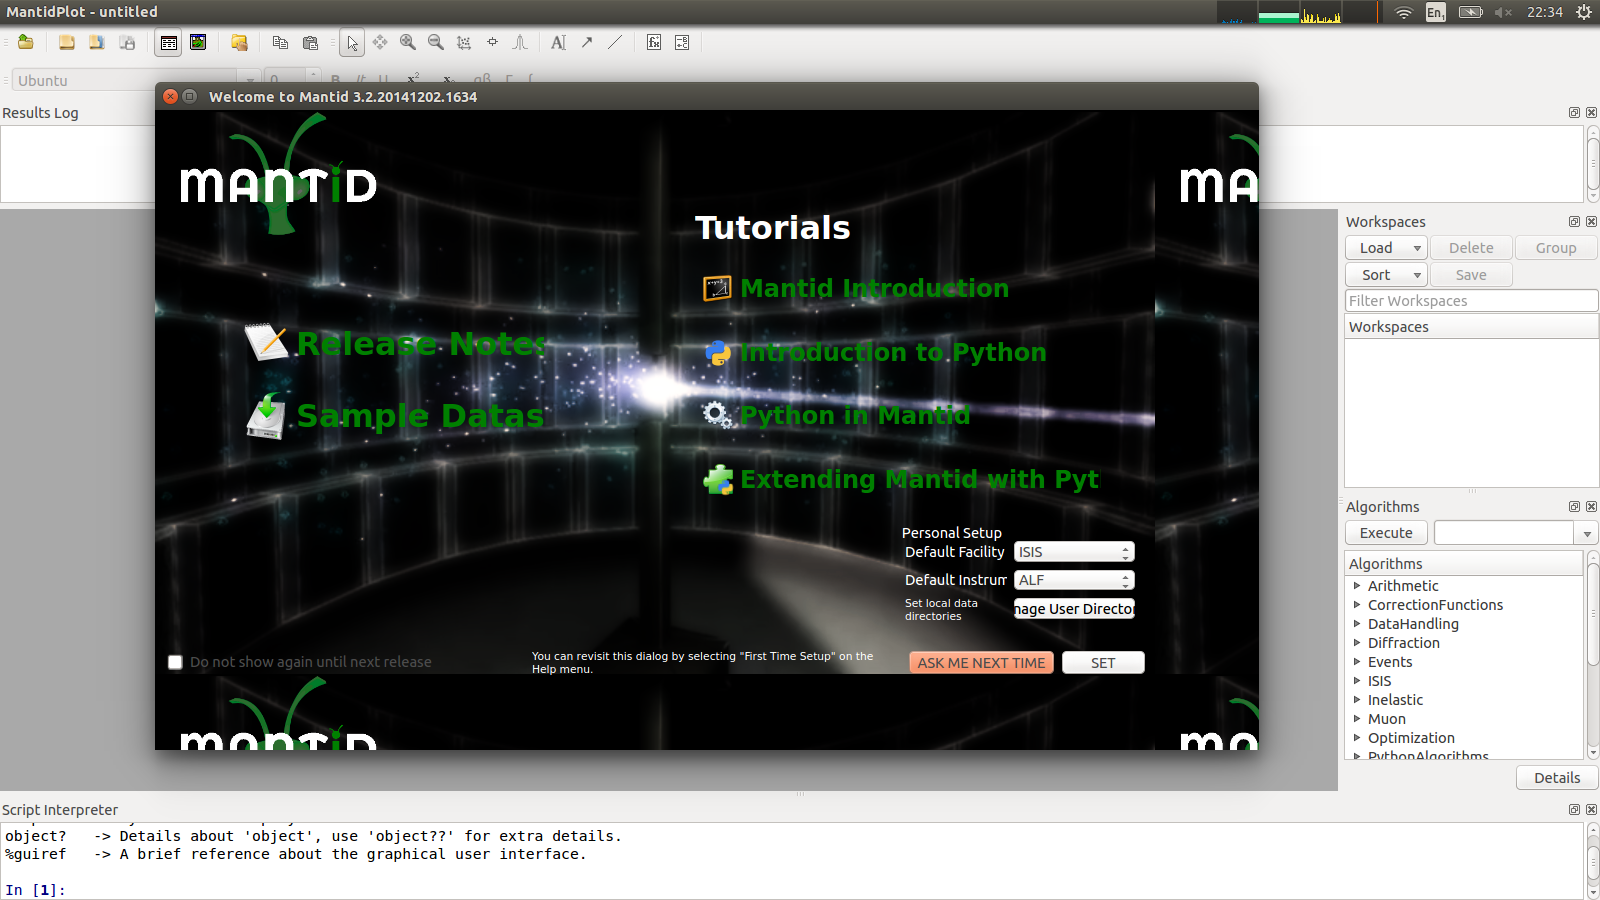 MantidPlot - untitled
En1
22:34
Ubuntu
0
Results Log
Welcome to Mantid 3.2.20141202.1634
MANTiD
MA
Tutorials
Mantid Introduction
Release Notes
Introduction to Python
Sample Datas
Python in Mantid
Extending Mantid with Pyt
Personal Setup
Default Facility
ISIS
Default Instrum
ALF
Set local data
directories
nage User Director
Do not show again until next release
You can revisit this dialog by selecting "First Time Setup" on the
Help menu.
ASK ME NEXT TIME
SET
MANTiD
MA
Workspaces
Load
Delete
Group
Sort
Save
Filter Workspaces
Workspaces
Algorithms
Execute
Algorithms
Arithmetic
CorrectionFunctions
DataHandling
Diffraction
Events
ISIS
Inelastic
Muon
Optimization
PythonAlgorithms
Details
Script Interpreter
object?   -> Details about 'object', use 'object??' for extra details.
%guiref   -> A brief reference about the graphical user interface.
In [1]: